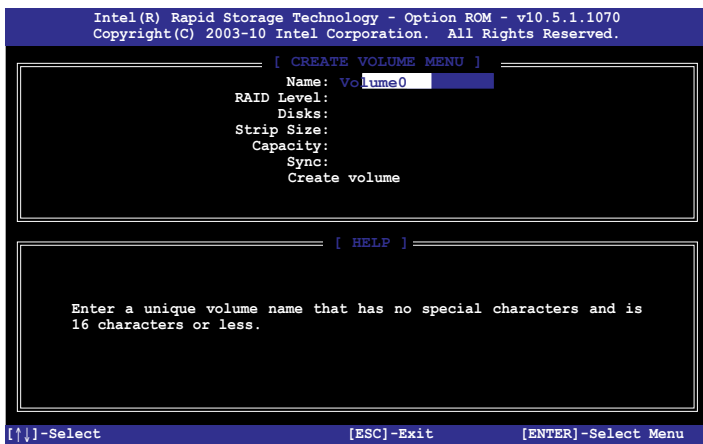 Intel(R) Rapid Storage Technology - Option ROM - v10.5.1.1070
Copyright(C) 2003-10 Intel Corporation. All Rights Reserved.
[ CREATE VOLUME MENU ]
Name: Volume0
RAID Level:
Disks:
Strip Size:
Capacity:
Sync:
Create volume
[ HELP ]
Enter a unique volume name that has no special characters and is
16 characters or less.
[↑↓]-Select [ESC]-Exit [ENTER]-Select Menu